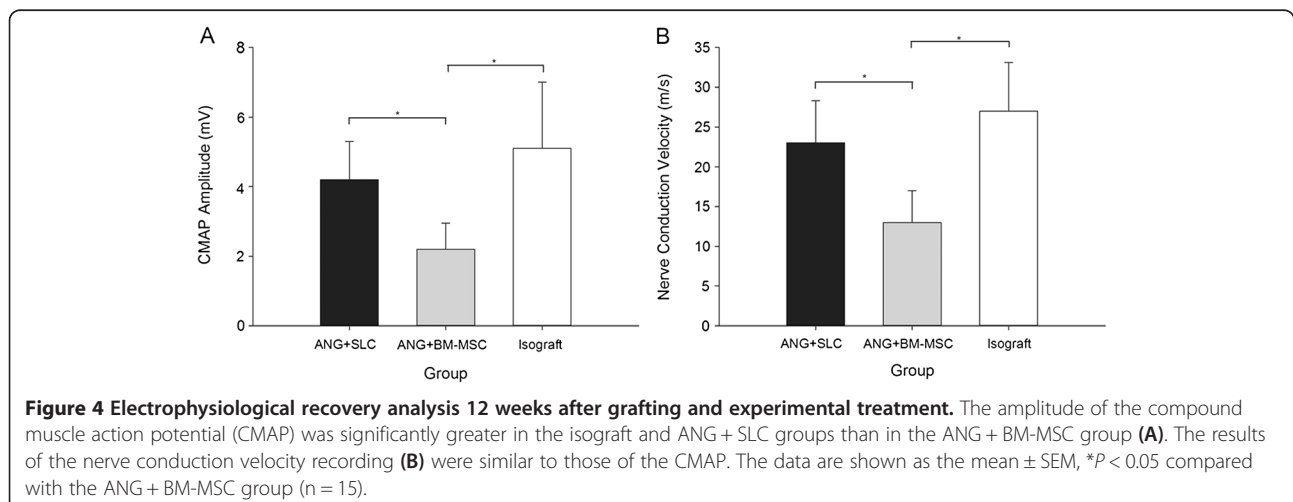 A
8
6
4
2
0
CMAP Amplitude (mV)
*
*
ANG+SLC ANG+BM-MSC Isograft
Group
B
35
30
25
20
15
10
5
0
Nerve Conduction Velocity (m/s)
*
*
ANG+SLC ANG+BM-MSC Isograft
Group
Figure 4 Electrophysiological recovery analysis 12 weeks after grafting and experimental treatment. The amplitude of the compound
muscle action potential (CMAP) was significantly greater in the isograft and ANG + SLC groups than in the ANG + BM-MSC group (A). The results
of the nerve conduction velocity recording (B) were similar to those of the CMAP. The data are shown as the mean ± SEM, *P < 0.05 compared
with the ANG + BM-MSC group (n = 15).